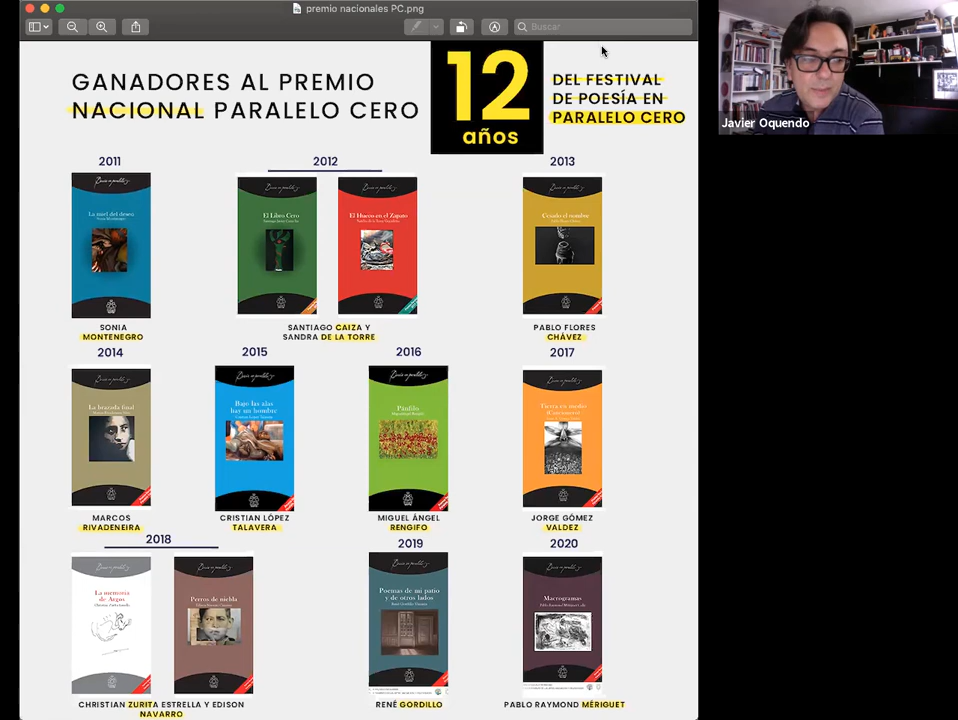 premio nacionales PC.png
Buscar
GANADORES AL PREMIO
NACIONAL PARALELO CERO
12
años
DEL FESTIVAL
DE POESÍA EN
PARALELO CERO
Javier Oquendo
2011
2012
2013
La miel del deseo
El Libro Cero
El Hueco en el Zapato
Cesado el nombre
SONIA
MONTENEGRO
SANTIAGO CAIZA Y
SANDRA DE LA TORRE
PABLO FLORES
CHÁVEZ
2014
2015
2016
2017
La brazada final
Bajo las alas
hay un hombre
Pánfilo
Tierra en medio
MARCOS
RIVADENEIRA
CRISTIAN LÓPEZ
TALAVERA
MIGUEL ÁNGEL
RENGIFO
JORGE GÓMEZ
VALDEZ
2018
2019
2020
La memoria
de Argos
Perros de niebla
Poemas de mi patio
y de otros lados
Macrogramas
CHRISTIAN ZURITA ESTRELLA Y EDISON
NAVARRO
RENÉ GORDILLO
PABLO RAYMOND MÉRIGUET